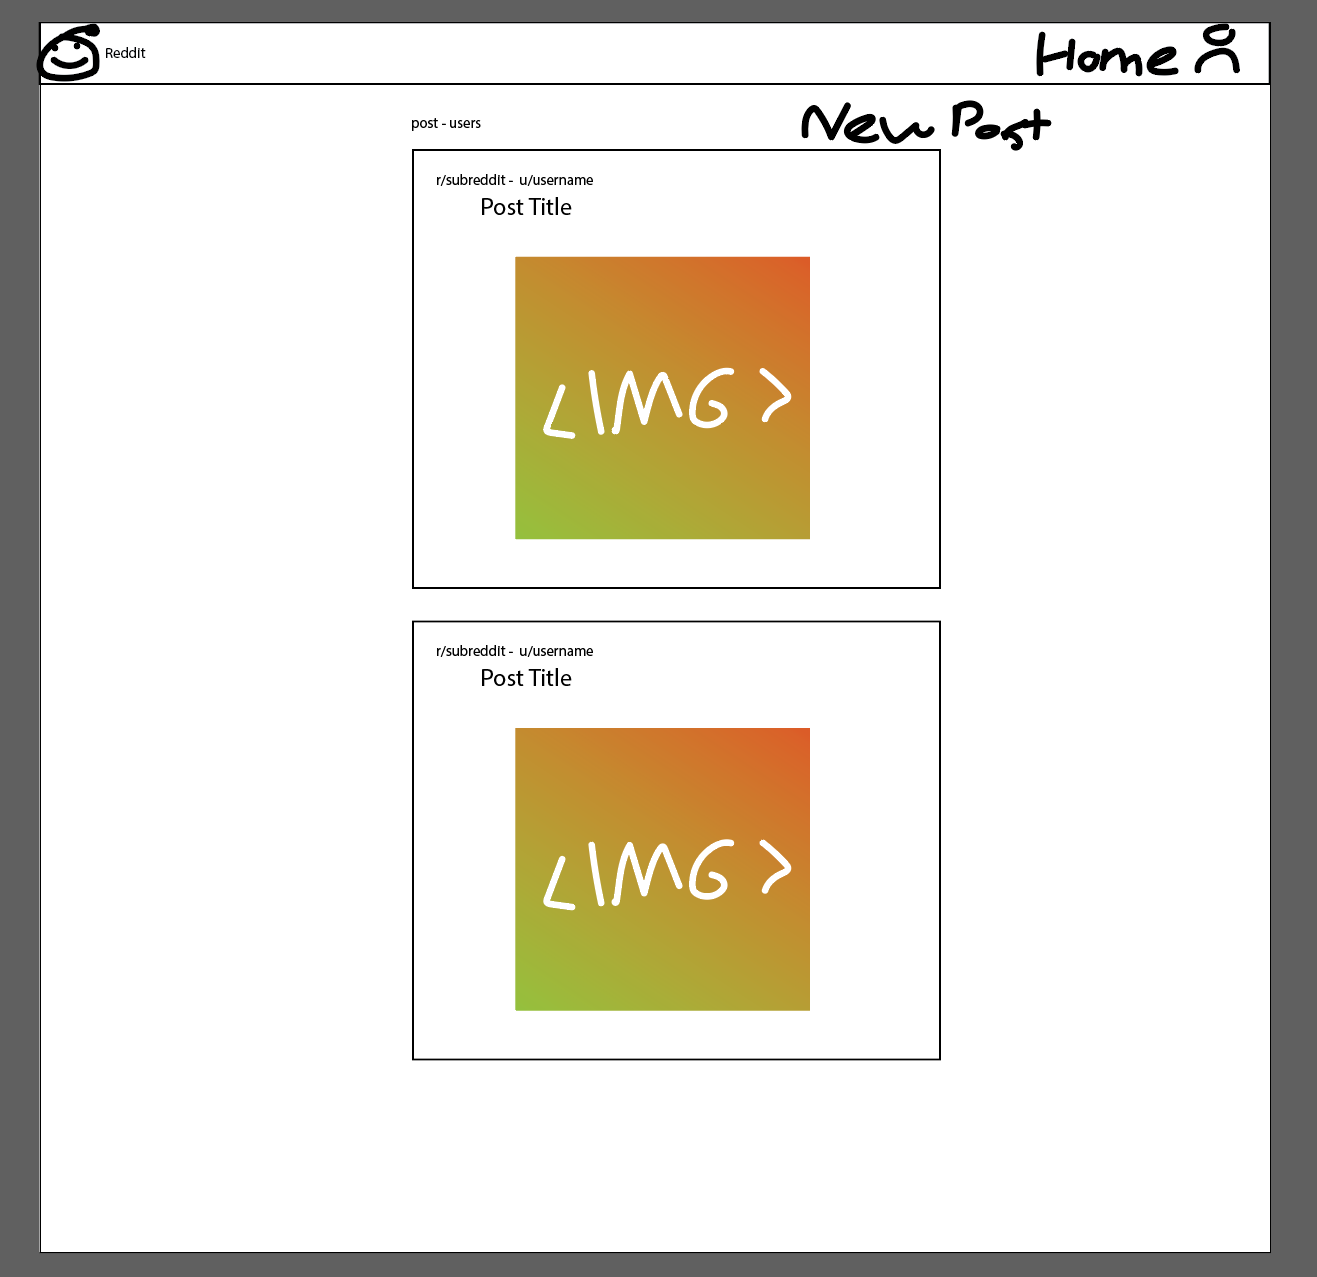 Reddit
Home
post - users
New Post
r/subreddit - u/username
Post Title
<IMG>
r/subreddit - u/username
Post Title
<IMG>